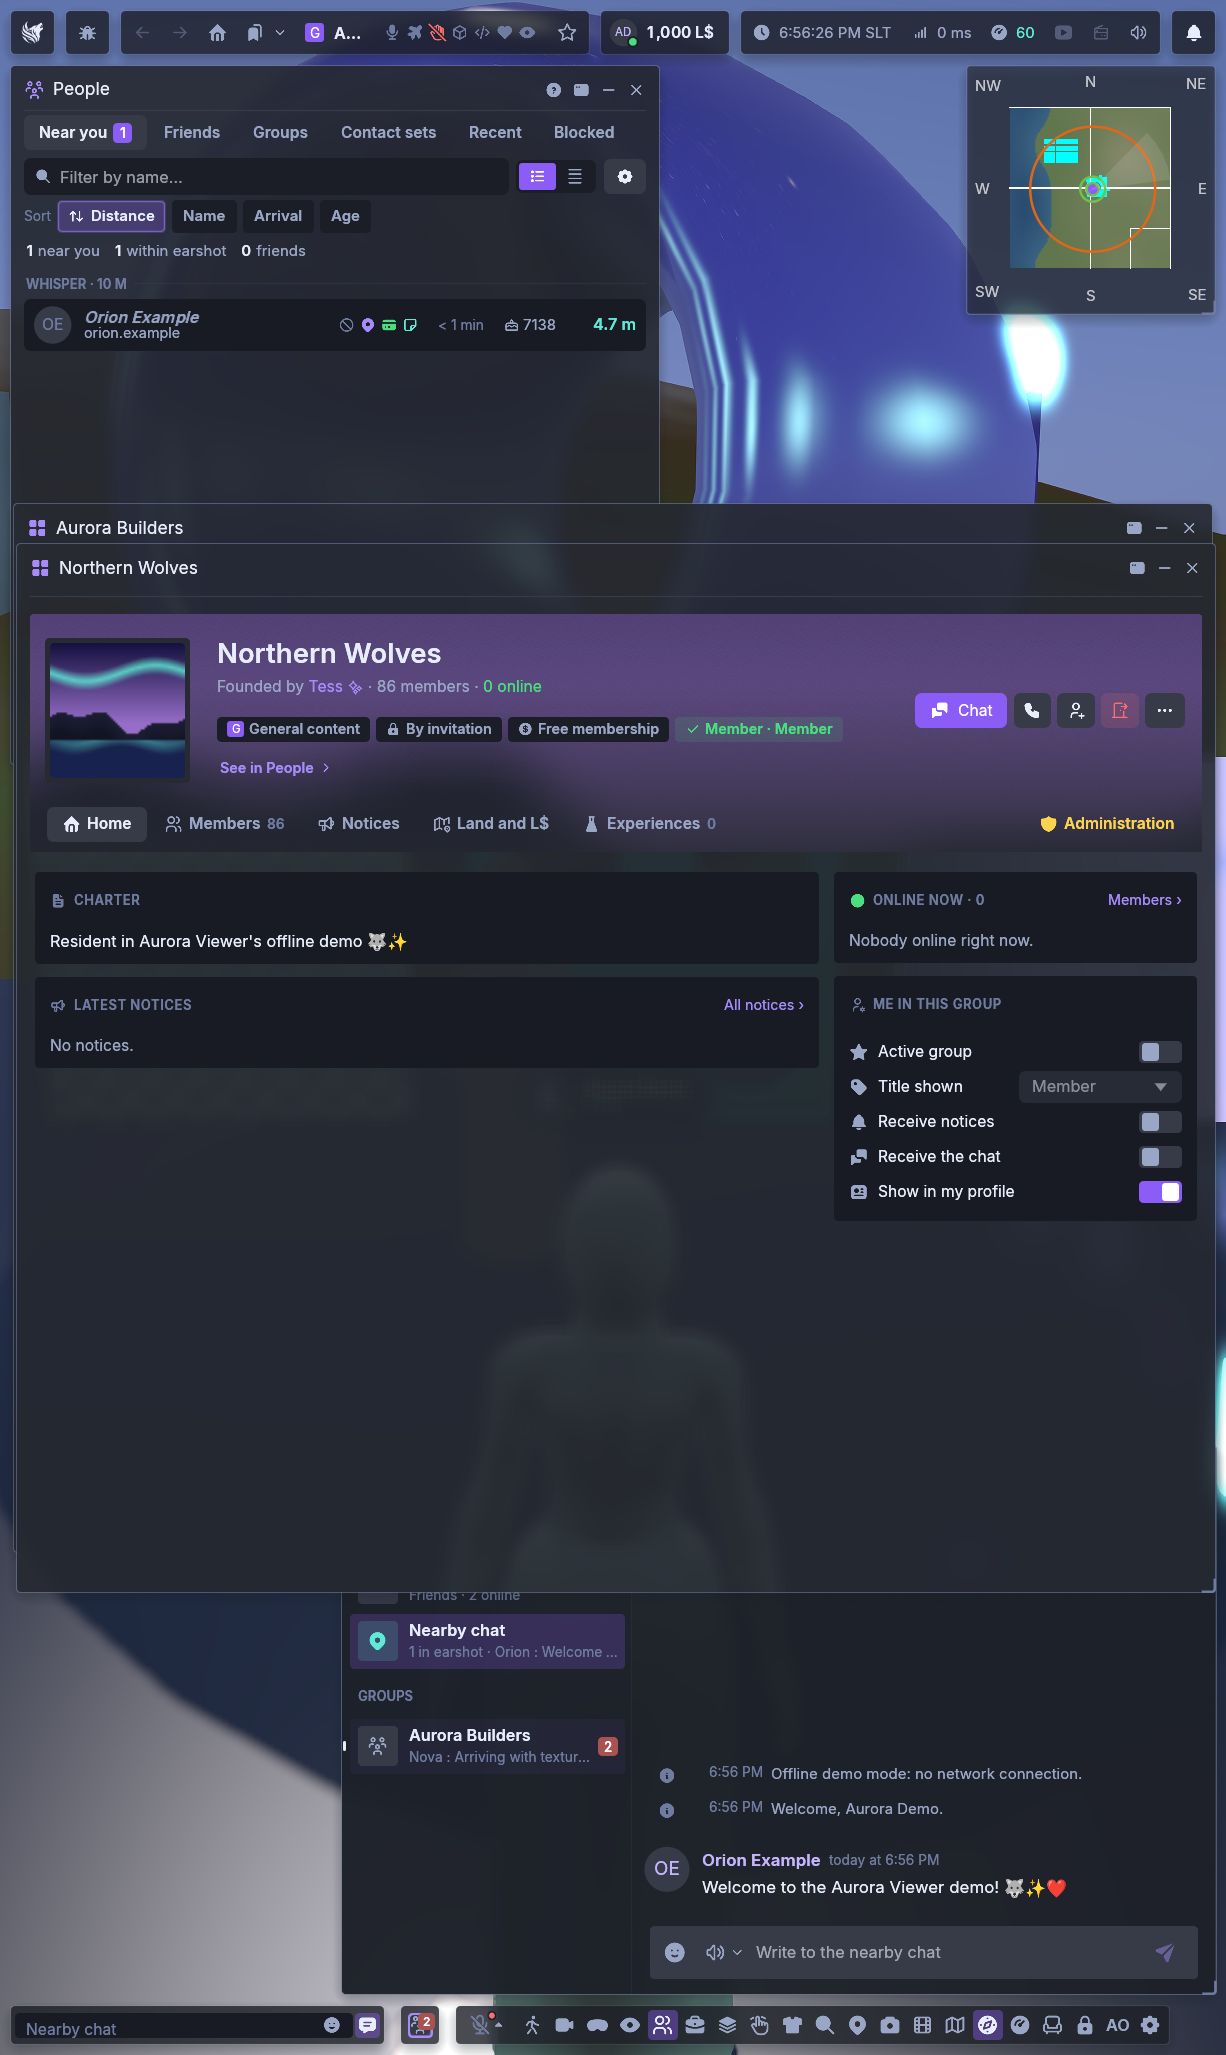 G A...
AD 1,000 L$
6:56:26 PM SLT 0 ms 60
People
Near you 1 Friends Groups Contact sets Recent Blocked
Filter by name...
Sort Distance Name Arrival Age
1 near you 1 within earshot 0 friends
WHISPER · 10 M
OE Orion Example
orion.example
< 1 min 7138 4.7 m
NW N NE
W E
SW S SE
Aurora Builders
Northern Wolves
Northern Wolves
Founded by Tess · 86 members · 0 online
G General content By invitation Free membership Member · Member
See in People
Chat
Home Members 86 Notices Land and L$ Experiences 0 Administration
CHARTER
Resident in Aurora Viewer's offline demo 🐺✨
LATEST NOTICES All notices ›
No notices.
ONLINE NOW · 0 Members ›
Nobody online right now.
ME IN THIS GROUP
Active group
Title shown Member
Receive notices
Receive the chat
Show in my profile
Friends · 2 online
Nearby chat
1 in earshot · Orion : Welcome ...
GROUPS
Aurora Builders
Nova : Arriving with textur... 2
6:56 PM Offline demo mode: no network connection.
6:56 PM Welcome, Aurora Demo.
OE Orion Example today at 6:56 PM
Welcome to the Aurora Viewer demo! 🐺✨❤️
Write to the nearby chat
Nearby chat
2
AO